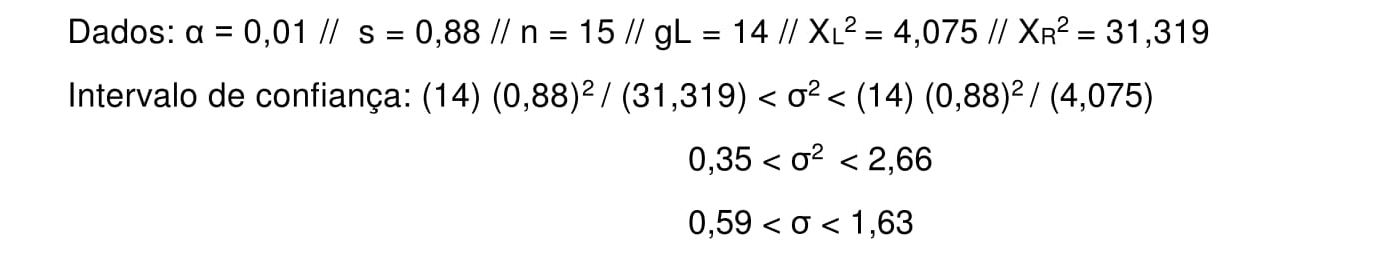 Dados: α = 0,01 // s = 0,88 // n = 15 // gL = 14 // XL² = 4,075 // XR² = 31,319
Intervalo de confiança: (14) (0,88)² / (31,319) < σ² < (14) (0,88)² / (4,075)
0,35 < σ² < 2,66
0,59 < σ < 1,63